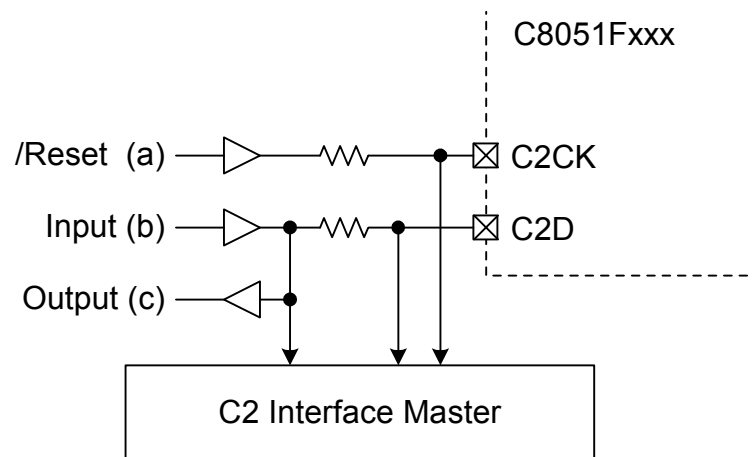 C8051Fxxx
/Reset (a)
C2CK
Input (b)
C2D
Output (c)
C2 Interface Master